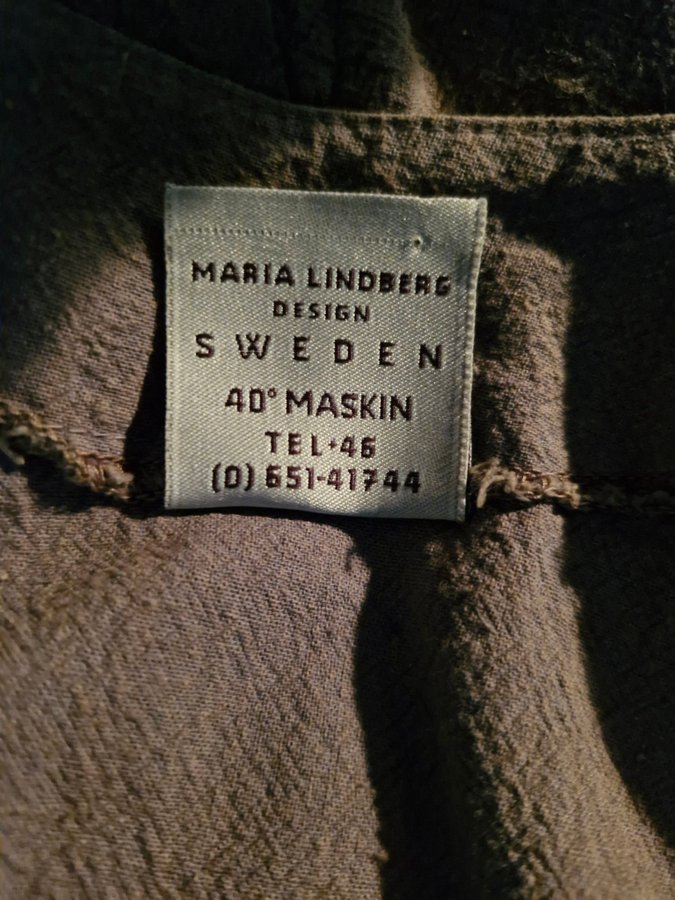 MARIA LINDBERG
DESIGN
SWEDEN
40° MASKIN
TEL+46
(0) 651-41744